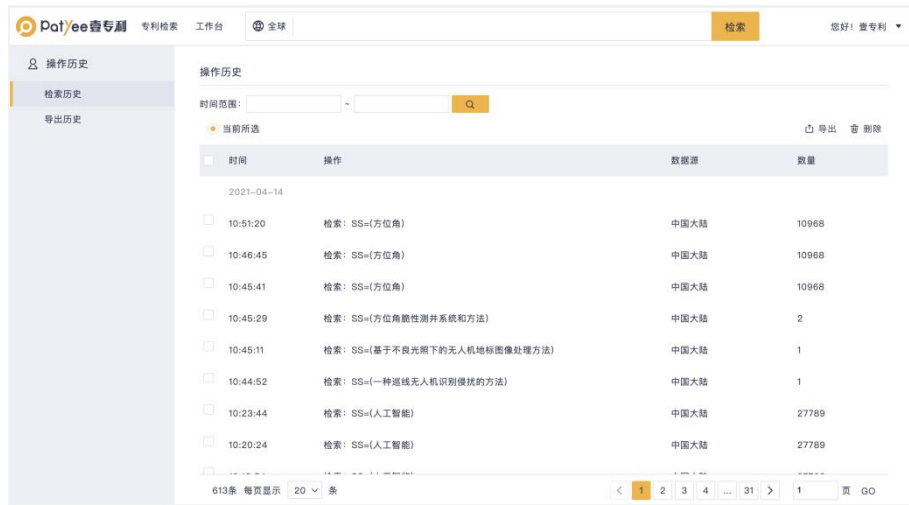 Patyee壹专利 专利检索 工作台 全球 检索 您好！壹专利
操作历史
检索历史
导出历史
操作历史
时间范围： ~
当前所选 导出 删除
时间 操作 数据源 数量
2021-04-14
10:51:20 检索：SS=(方位角) 中国大陆 10968
10:46:45 检索：SS=(方位角) 中国大陆 10968
10:45:41 检索：SS=(方位角) 中国大陆 10968
10:45:29 检索：SS=(方位角脆性测井系统和方法) 中国大陆 2
10:45:11 检索：SS=(基于不良光照下的无人机地标图像处理方法) 中国大陆 1
10:44:52 检索：SS=(一种巡线无人机识别侵扰的方法) 中国大陆 1
10:23:44 检索：SS=(人工智能) 中国大陆 27789
10:20:24 检索：SS=(人工智能) 中国大陆 27789
613条 每页显示 20 条 < 1 2 3 4 ... 31 > 1 页 GO